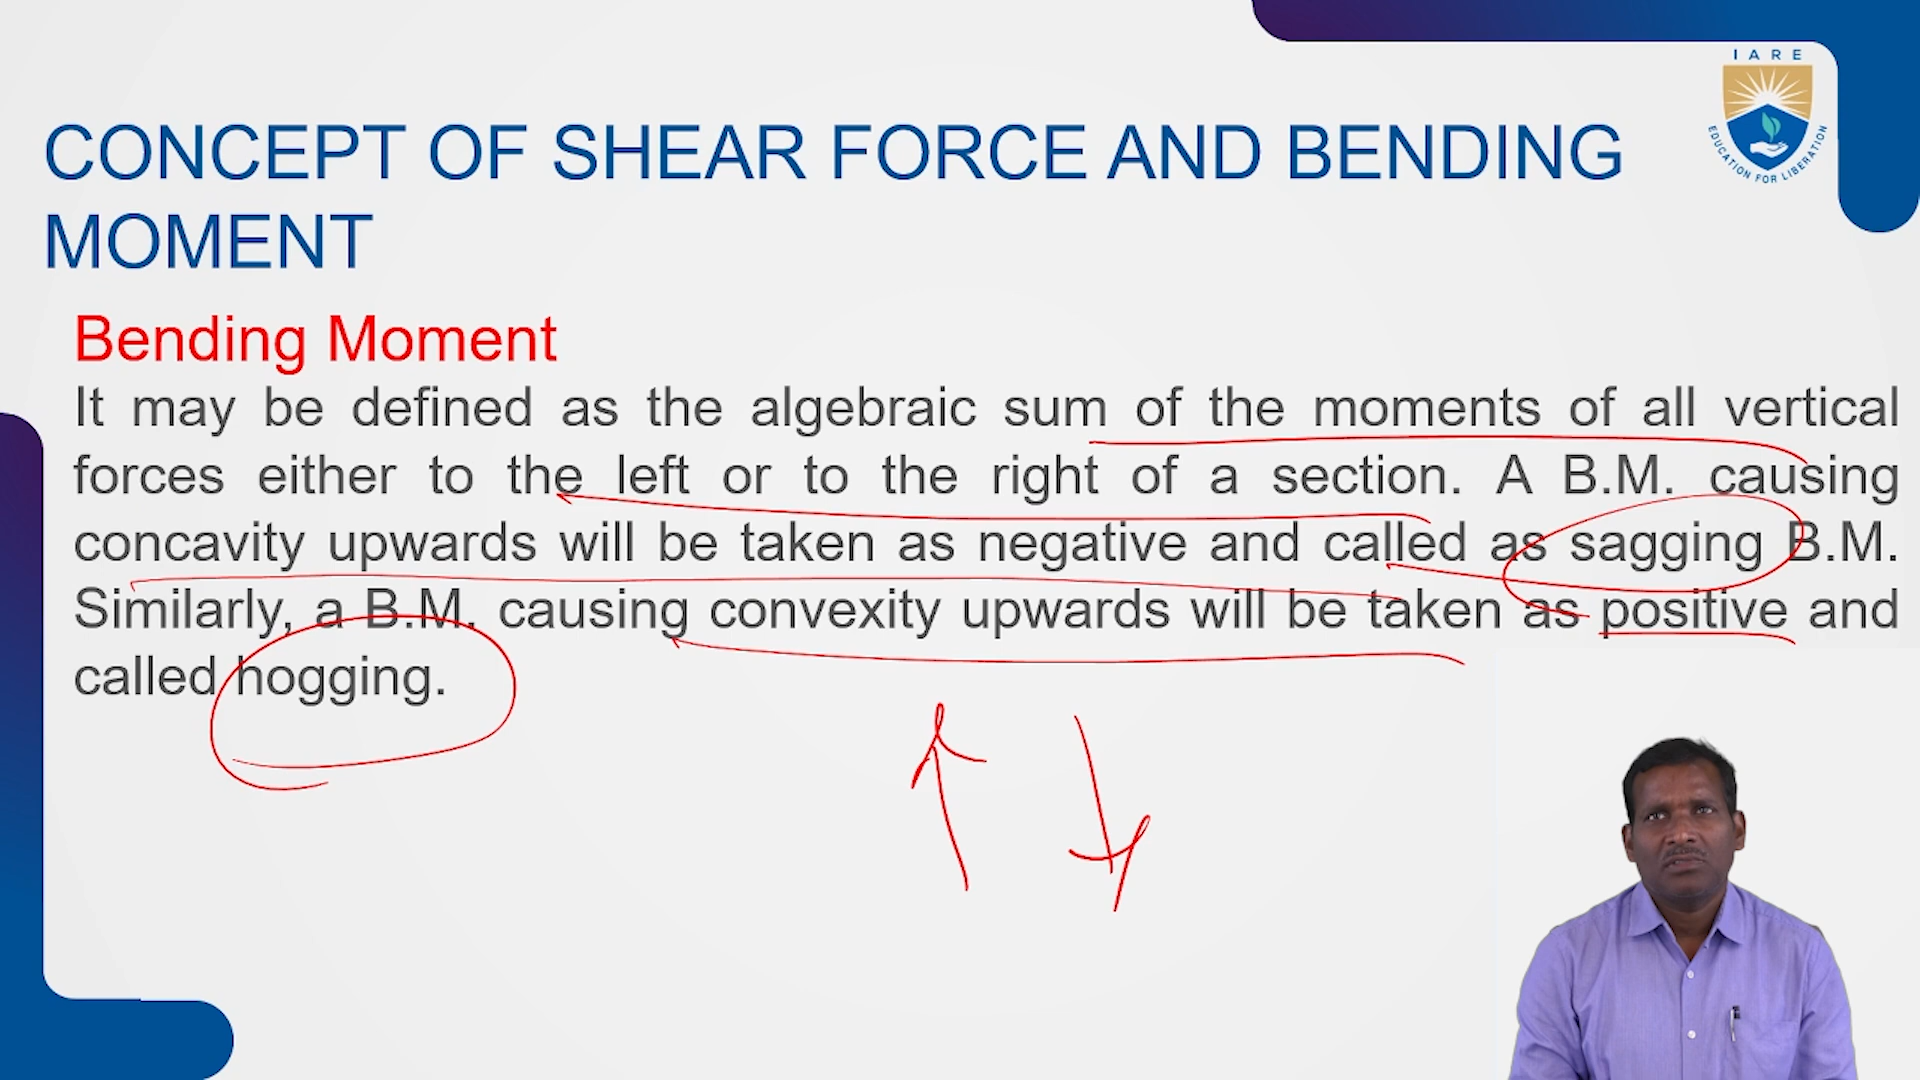 IARE
EDUCATION FOR LIBERATION
CONCEPT OF SHEAR FORCE AND BENDING
MOMENT
Bending Moment
It may be defined as the algebraic sum of the moments of all vertical
forces either to the left or to the right of a section. A B.M. causing
concavity upwards will be taken as negative and called as sagging B.M.
Similarly, a B.M. causing convexity upwards will be taken as positive and
called hogging.